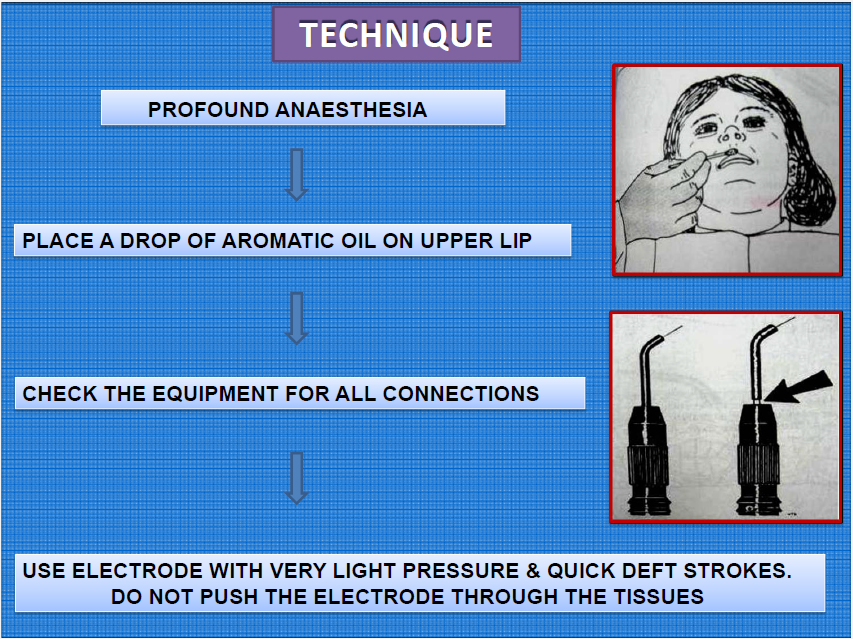 TECHNIQUE
PROFOUND ANAESTHESIA
PLACE A DROP OF AROMATIC OIL ON UPPER LIP
CHECK THE EQUIPMENT FOR ALL CONNECTIONS
USE ELECTRODE WITH VERY LIGHT PRESSURE & QUICK DEFT STROKES.
DO NOT PUSH THE ELECTRODE THROUGH THE TISSUES